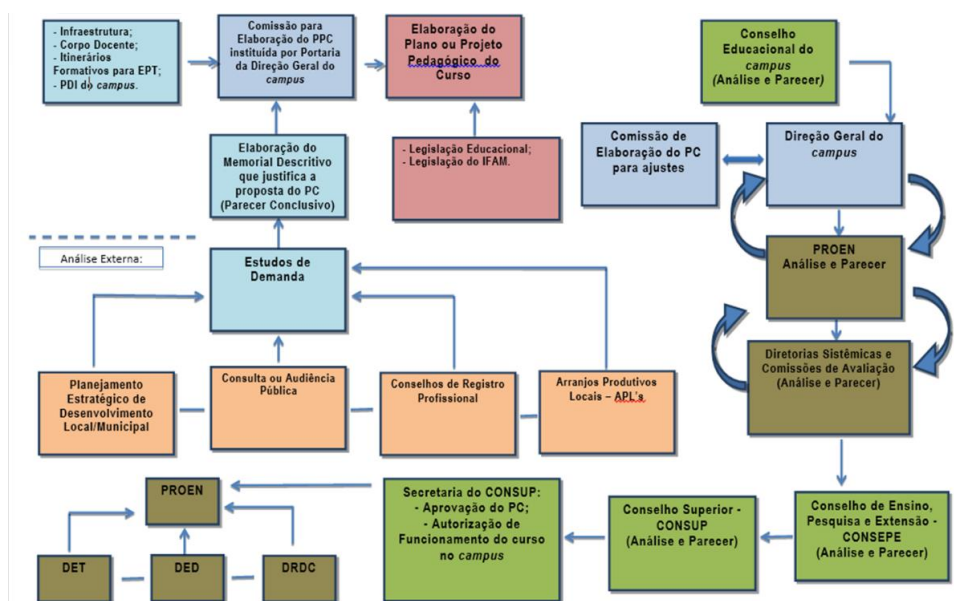 - Infraestrutura;
- Corpo Docente;
- Itinerários
Formativos para EPT;
- PDI do campus.
Comissão para
Elaboração do PPC
instituida por Portaria
da Direção Geral do
campus
Elaboração do
Plano ou Projeto
Pedagógico do
Curso
Conselho
Educacional do
campus
(Análise e Parecer)
Elaboração do
Memorial Descritivo
que justifica a
proposta do PC
(Parecer Conclusivo)
- Legislação Educacional;
- Legislação do IFAM.
Comissão de
Elaboração do PC
para ajustes
Direção Geral do
campus
Análise Externa:
Estudos de
Demanda
PROEN
Análise e Parecer
Diretorias Sistêmicas e
Comissões de Avaliação
(Análise e Parecer)
Planejamento
Estratégico de
Desenvolvimento
Local/Municipal
Consulta ou Audiência
Pública
Conselhos de Registro
Profissional
Arranjos Produtivos
Locais – APL's
PROEN
Secretaria do CONSUP:
- Aprovação do PC;
- Autorização de
Funcionamento do curso
no campus
Conselho Superior -
CONSUP
(Análise e Parecer)
Conselho de Ensino,
Pesquisa e Extensão -
CONSEPE
(Análise e Parecer)
DET
DED
DRDC